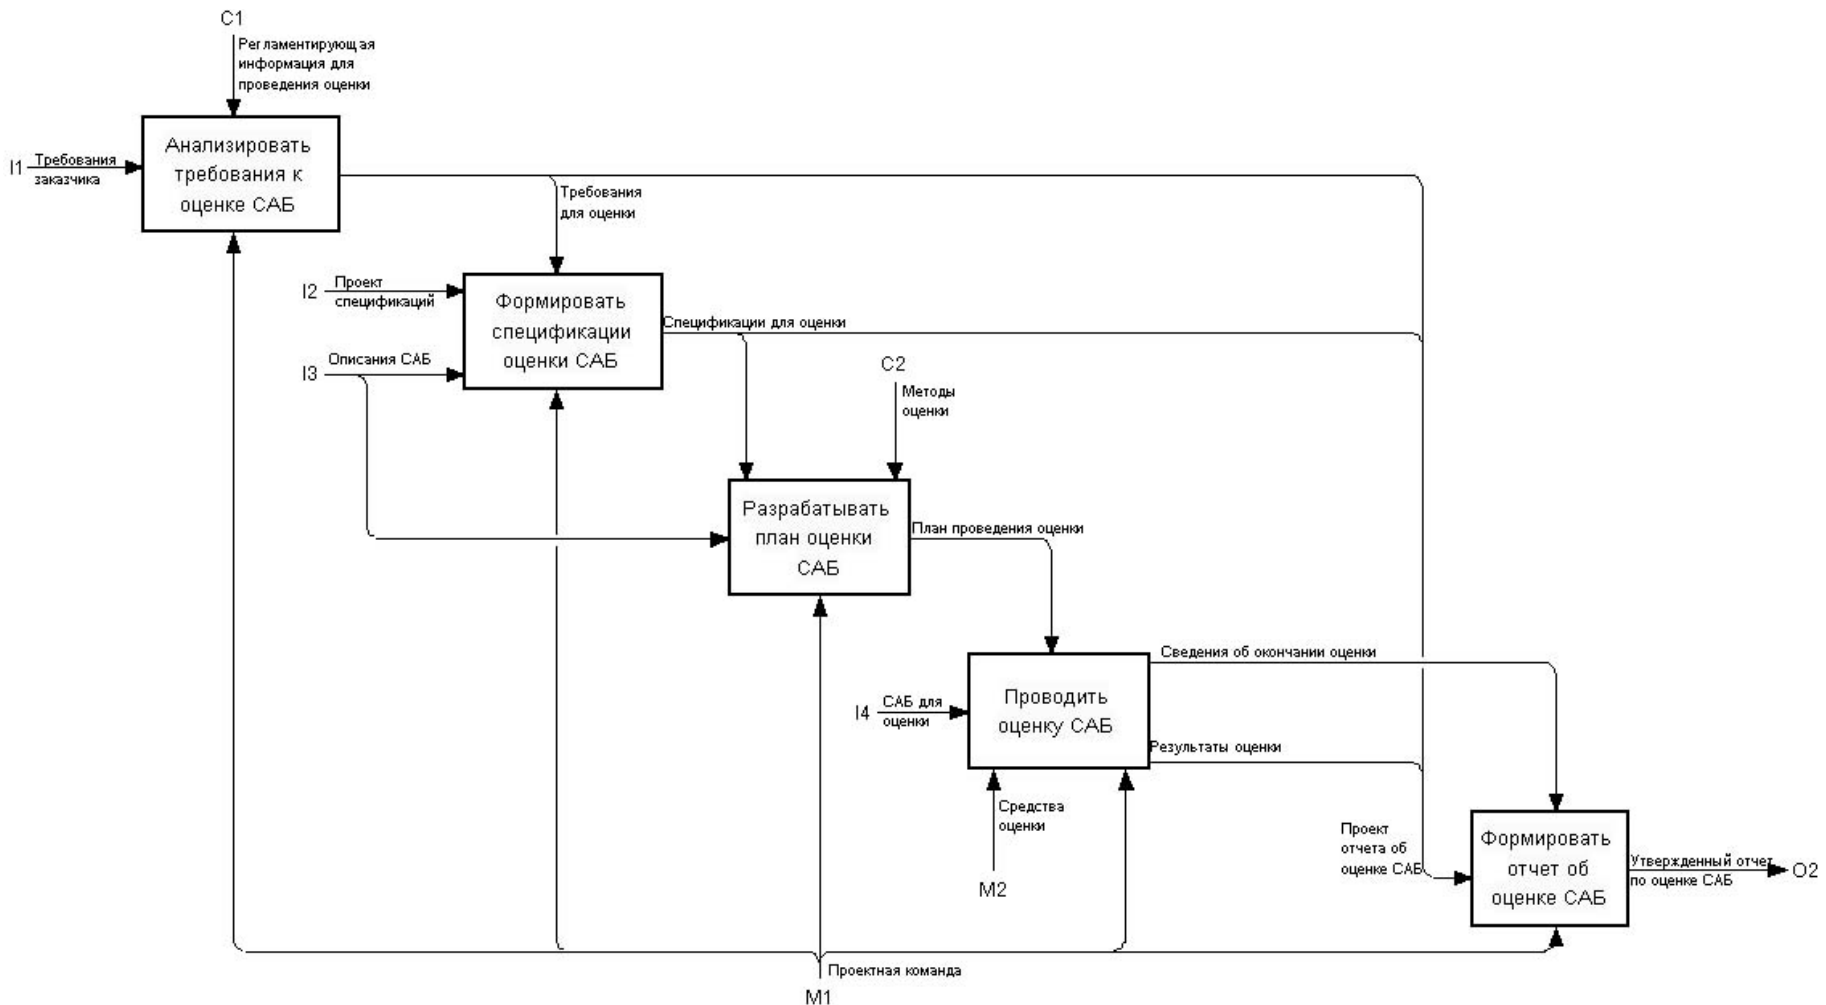 C1
Регламентирующая
информация для
проведения оценки
Анализировать
требования к
оценке САБ
I1
Требования
заказчика
Требования
для оценки
I2
Проект
спецификаций
Формировать
спецификации
оценки САБ
Спецификации для оценки
I3
Описания САБ
C2
Методы
оценки
Разрабатывать
план оценки
САБ
План проведения оценки
Сведения об окончании оценки
I4
САБ для
оценки
Проводить
оценку САБ
Результаты оценки
Средства
оценки
M2
Проект
отчета об
оценке САБ
Формировать
отчет об
оценке САБ
Утвержденный отчет
по оценке САБ
O2
Проектная команда
M1